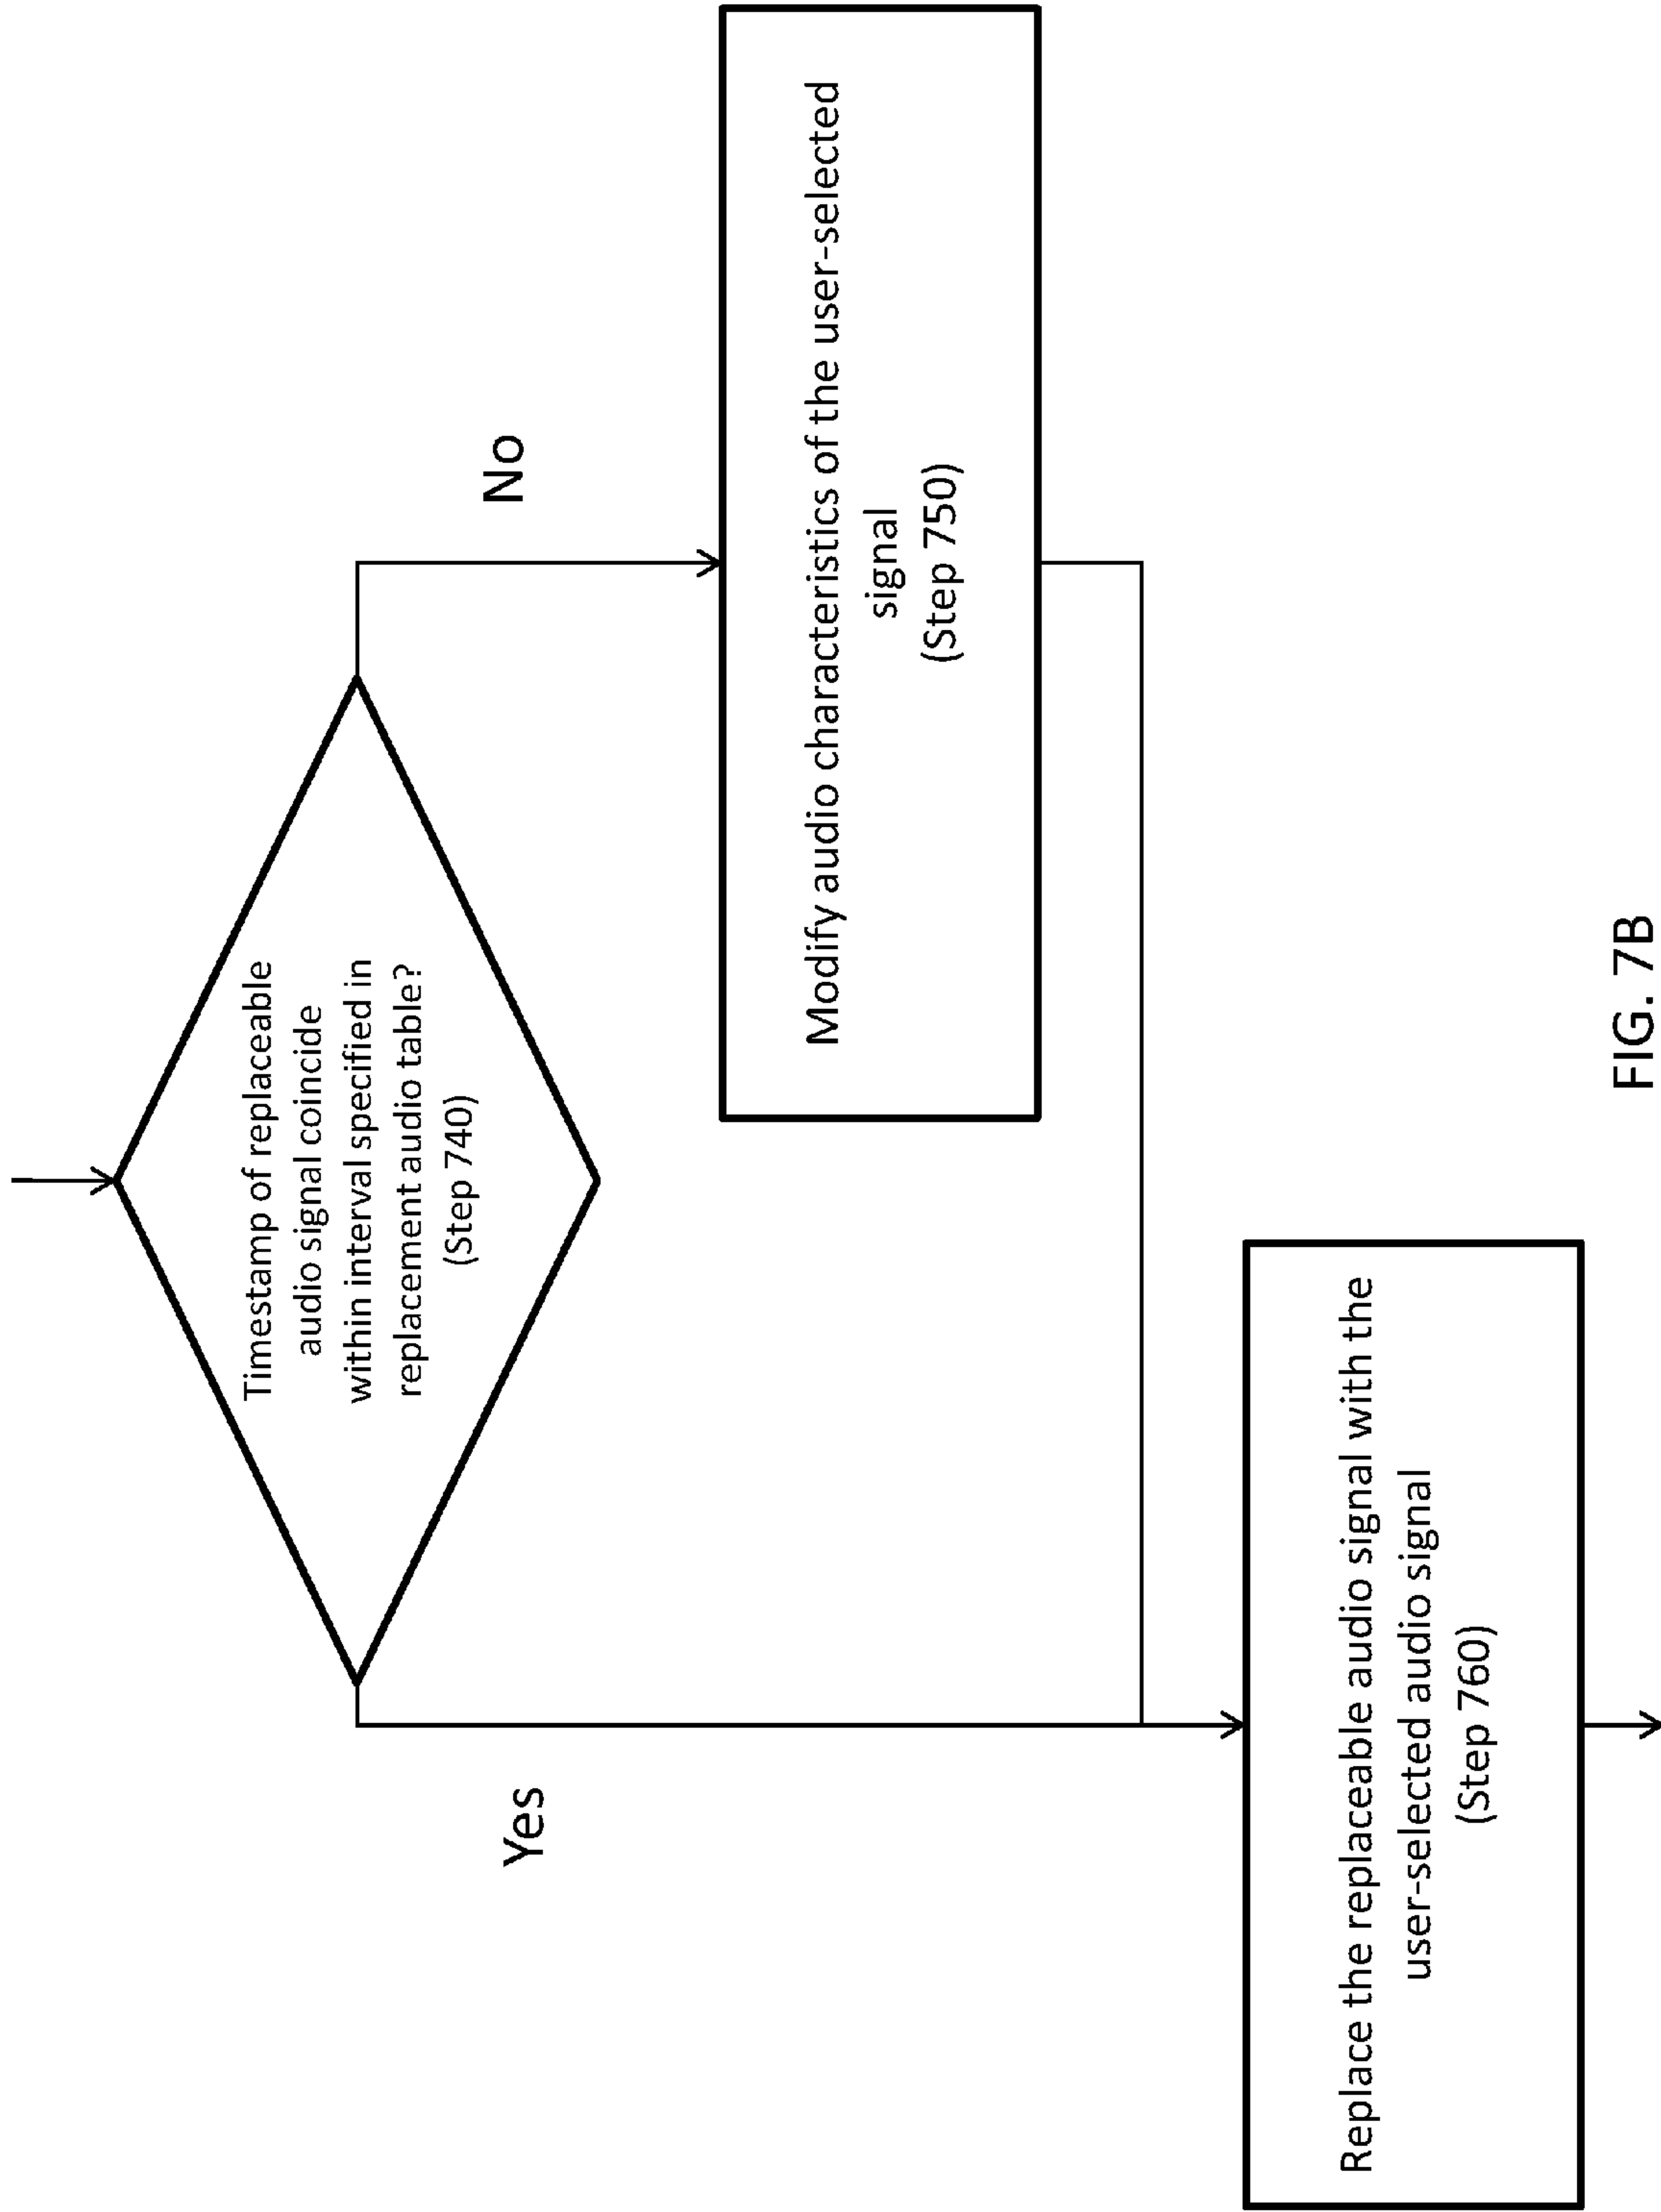 Timestamp of replaceable
audio signal coincide
within interval specified in
replacement audio table?
(Step 740)
No
Modify audio characteristics of the user-selected
signal
(Step 750)
Yes
Replace the replaceable audio signal with the
user-selected audio signal
(Step 760)
FIG. 7B